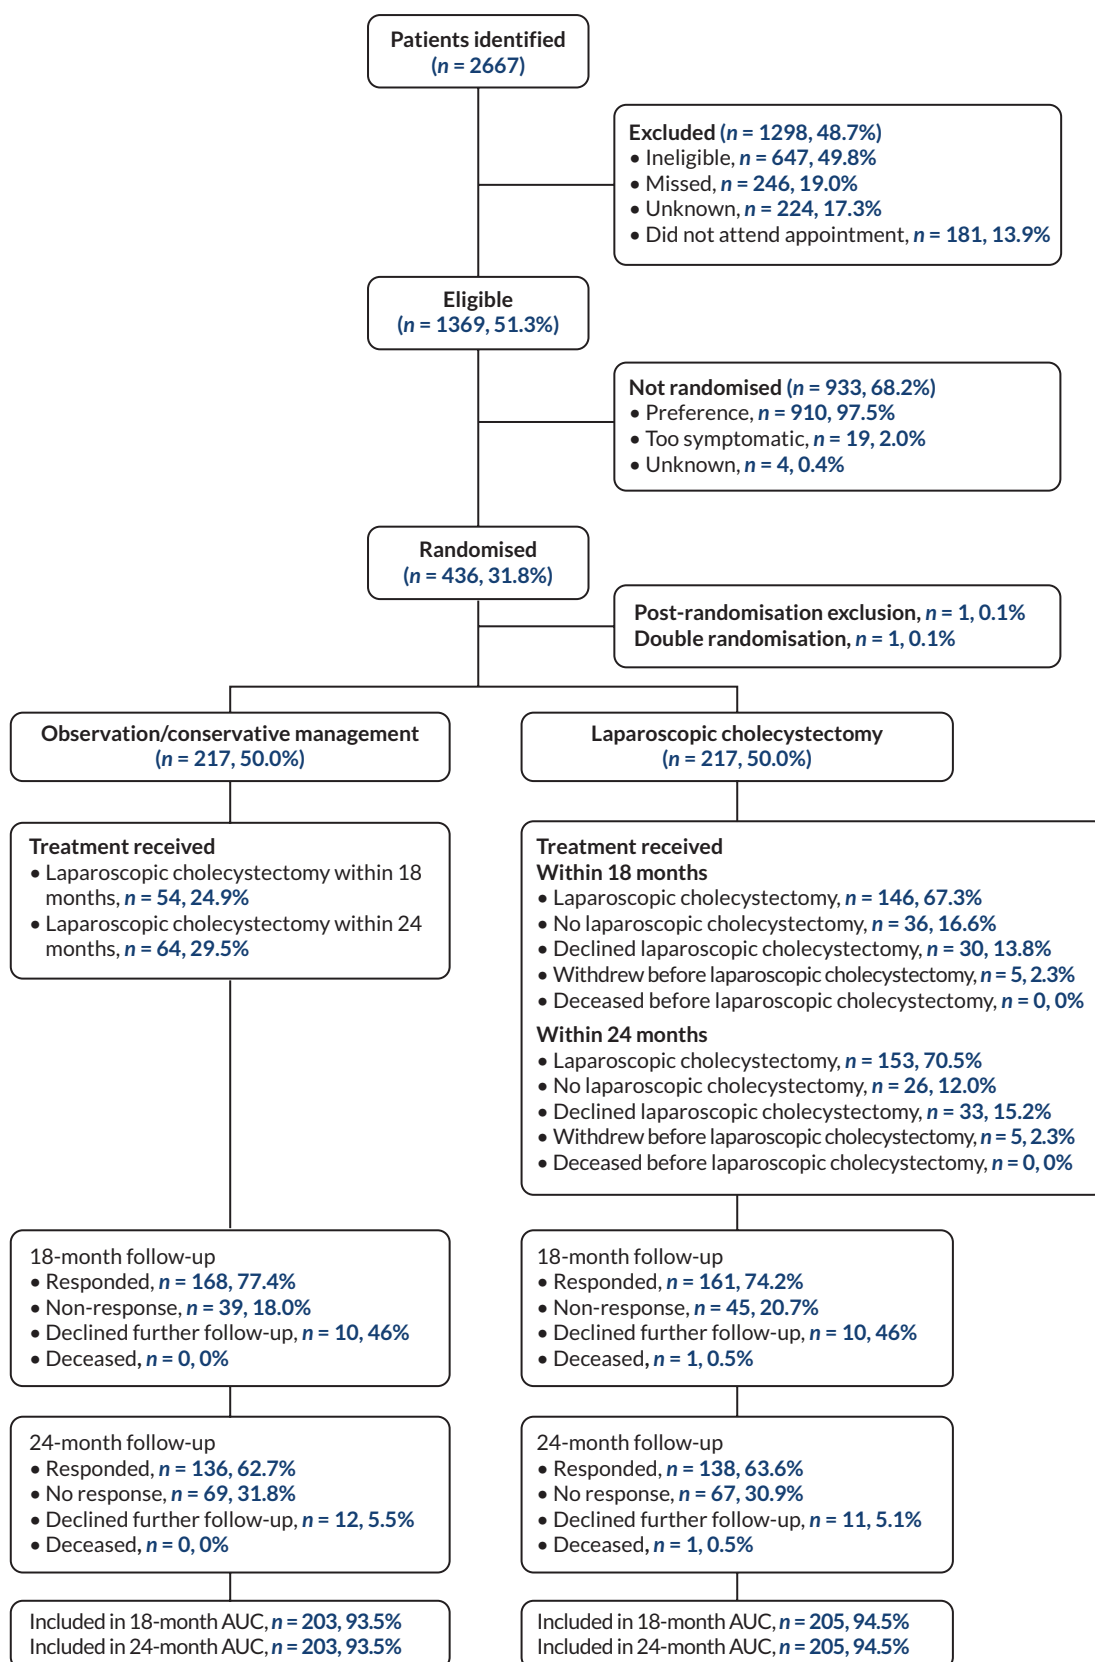 Patients identified
(n = 2667)
Excluded (n = 1298, 48.7%)
• Ineligible, n = 647, 49.8%
• Missed, n = 246, 19.0%
• Unknown, n = 224, 17.3%
• Did not attend appointment, n = 181, 13.9%
Eligible
(n = 1369, 51.3%)
Not randomised (n = 933, 68.2%)
• Preference, n = 910, 97.5%
• Too symptomatic, n = 19, 2.0%
• Unknown, n = 4, 0.4%
Randomised
(n = 436, 31.8%)
Post-randomisation exclusion, n = 1, 0.1%
Double randomisation, n = 1, 0.1%
Observation/conservative management
(n = 217, 50.0%)
Laparoscopic cholecystectomy
(n = 217, 50.0%)
Treatment received
• Laparoscopic cholecystectomy within 18
months, n = 54, 24.9%
• Laparoscopic cholecystectomy within 24
months, n = 64, 29.5%
Treatment received
Within 18 months
• Laparoscopic cholecystectomy, n = 146, 67.3%
• No laparoscopic cholecystectomy, n = 36, 16.6%
• Declined laparoscopic cholecystectomy, n = 30, 13.8%
• Withdrew before laparoscopic cholecystectomy, n = 5, 2.3%
• Deceased before laparoscopic cholecystectomy, n = 0, 0%
Within 24 months
• Laparoscopic cholecystectomy, n = 153, 70.5%
• No laparoscopic cholecystectomy, n = 26, 12.0%
• Declined laparoscopic cholecystectomy, n = 33, 15.2%
• Withdrew before laparoscopic cholecystectomy, n = 5, 2.3%
• Deceased before laparoscopic cholecystectomy, n = 0, 0%
18-month follow-up
• Responded, n = 168, 77.4%
• Non-response, n = 39, 18.0%
• Declined further follow-up, n = 10, 46%
• Deceased, n = 0, 0%
18-month follow-up
• Responded, n = 161, 74.2%
• Non-response, n = 45, 20.7%
• Declined further follow-up, n = 10, 46%
• Deceased, n = 1, 0.5%
24-month follow-up
• Responded, n = 136, 62.7%
• No response, n = 69, 31.8%
• Declined further follow-up, n = 12, 5.5%
• Deceased, n = 0, 0%
24-month follow-up
• Responded, n = 138, 63.6%
• No response, n = 67, 30.9%
• Declined further follow-up, n = 11, 5.1%
• Deceased, n = 1, 0.5%
Included in 18-month AUC, n = 203, 93.5%
Included in 24-month AUC, n = 203, 93.5%
Included in 18-month AUC, n = 205, 94.5%
Included in 24-month AUC, n = 205, 94.5%